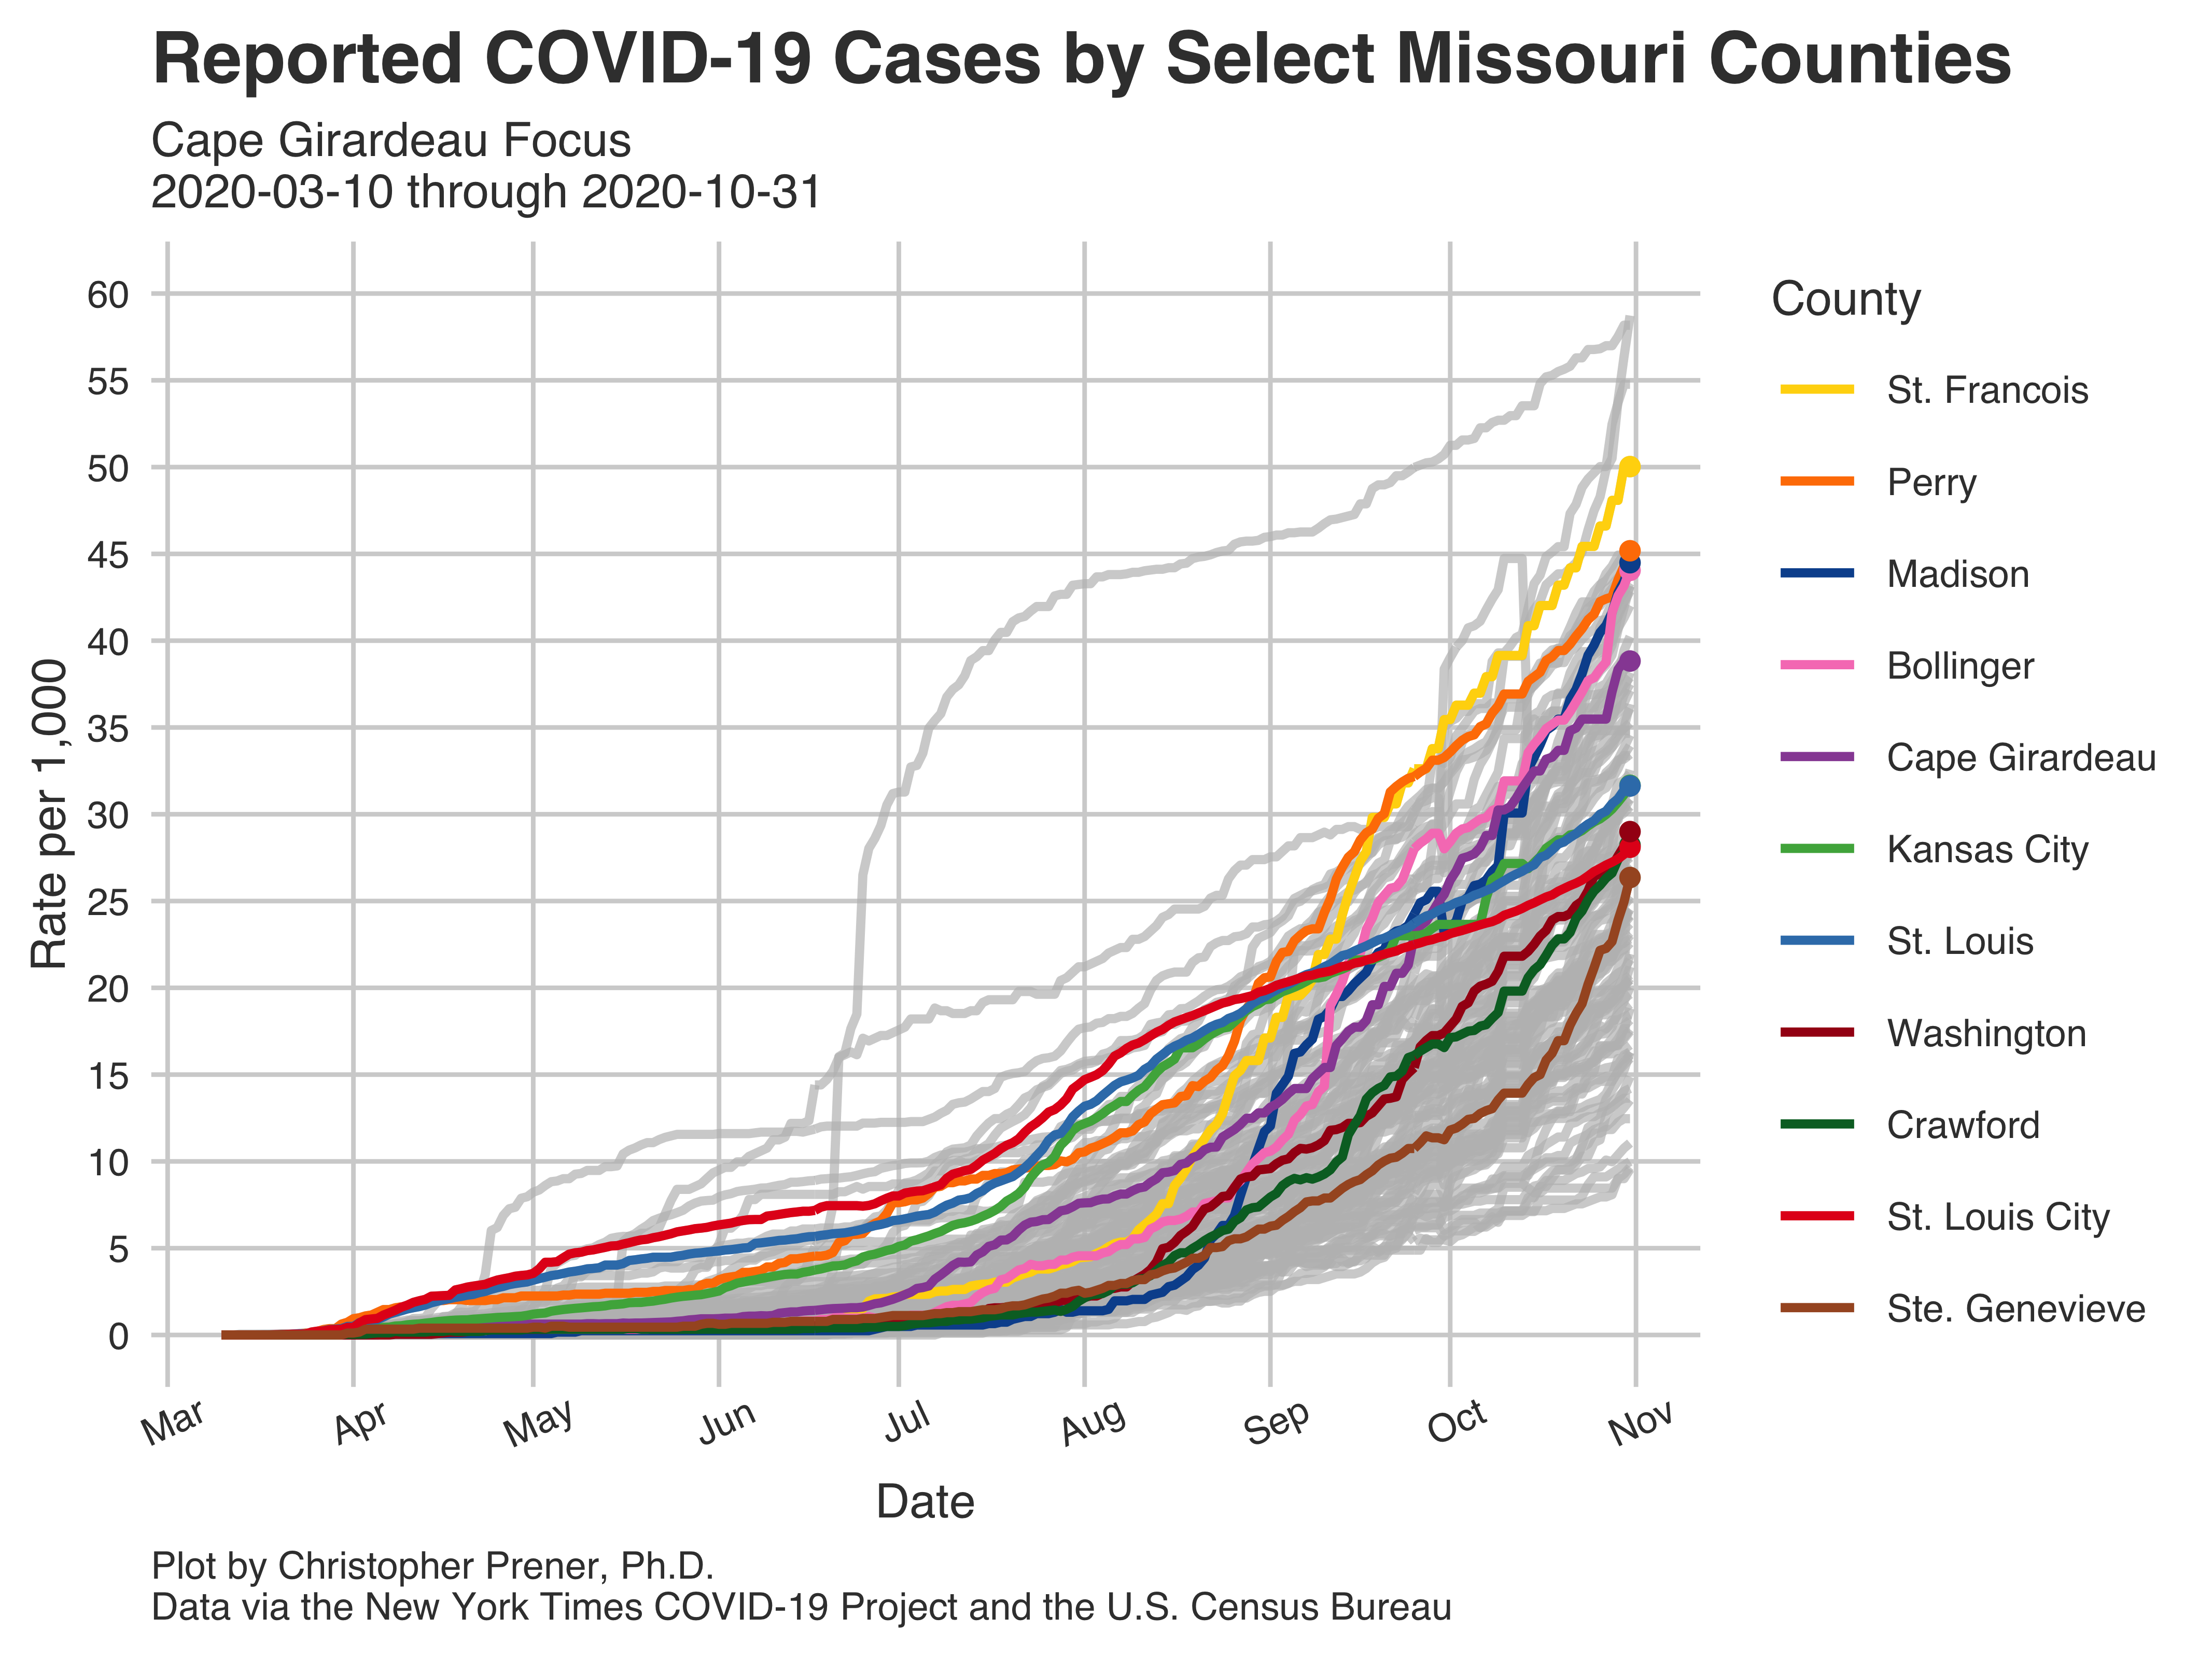 Reported COVID-19 Cases by Select Missouri Counties
Cape Girardeau Focus
2020-03-10 through 2020-10-31
Rate per 1,000
60
55
50
45
40
35
30
25
20
15
10
5
0
Mar
Apr
May
Jun
Jul
Aug
Sep
Oct
Nov
Date
County
St. Francois
Perry
Madison
Bollinger
Cape Girardeau
Kansas City
St. Louis
Washington
Crawford
St. Louis City
Ste. Genevieve
Plot by Christopher Prener, Ph.D.
Data via the New York Times COVID-19 Project and the U.S. Census Bureau